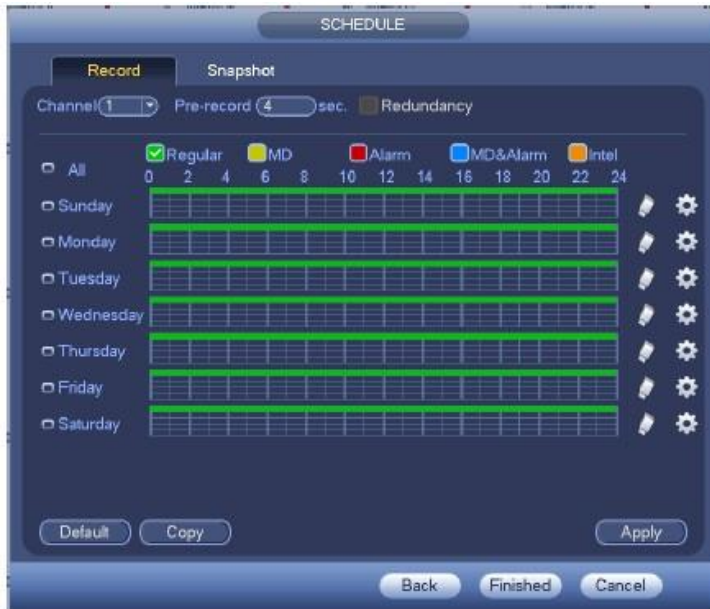 SCHEDULE
Record Snapshot
Channel 1 Pre-record 4 sec. Redundancy
All Regular MD Alarm MD&Alarm Intel
0 2 4 6 8 10 12 14 16 18 20 22 24
Sunday
Monday
Tuesday
Wednesday
Thursday
Friday
Saturday
Default Copy Apply
Back Finished Cancel